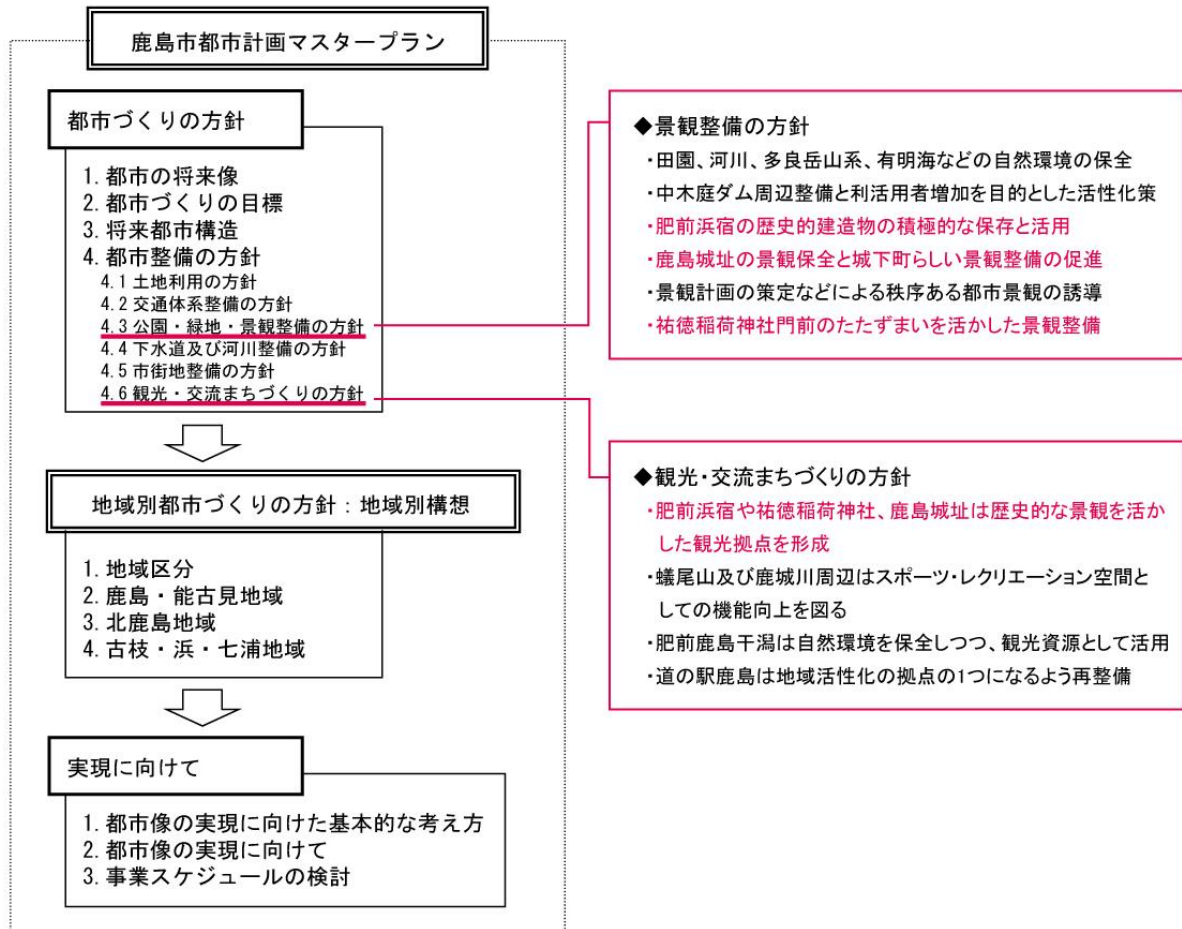 鹿島市都市計画マスタープラン
都市づくりの方針
1. 都市の将来像
2. 都市づくりの目標
3. 将来都市構造
4. 都市整備の方針
4.1 土地利用の方針
4.2 交通体系整備の方針
4.3 公園・緑地・景観整備の方針
4.4 下水道及び河川整備の方針
4.5 市街地整備の方針
4.6 観光・交流まちづくりの方針
地域別都市づくりの方針：地域別構想
1. 地域区分
2. 鹿島・能古見地域
3. 北鹿島地域
4. 古枝・浜・七浦地域
実現に向けて
1. 都市像の実現に向けた基本的な考え方
2. 都市像の実現に向けて
3. 事業スケジュールの検討
◆景観整備の方針
・田園、河川、多良岳山系、有明海などの自然環境の保全
・中木庭ダム周辺整備と利活用者増加を目的とした活性化策
・肥前浜宿の歴史的建造物の積極的な保存と活用
・鹿島城址の景観保全と城下町らしい景観整備の促進
・景観計画の策定などによる秩序ある都市景観の誘導
・祐徳稲荷神社門前のたたずまいを活かした景観整備
◆観光・交流まちづくりの方針
・肥前浜宿や祐徳稲荷神社、鹿島城址は歴史的な景観を活か
した観光拠点を形成
・蟻尾山及び鹿城川周辺はスポーツ・レクリエーション空間と
しての機能向上を図る
・肥前鹿島干潟は自然環境を保全しつつ、観光資源として活用
・道の駅鹿島は地域活性化の拠点の1つになるよう再整備